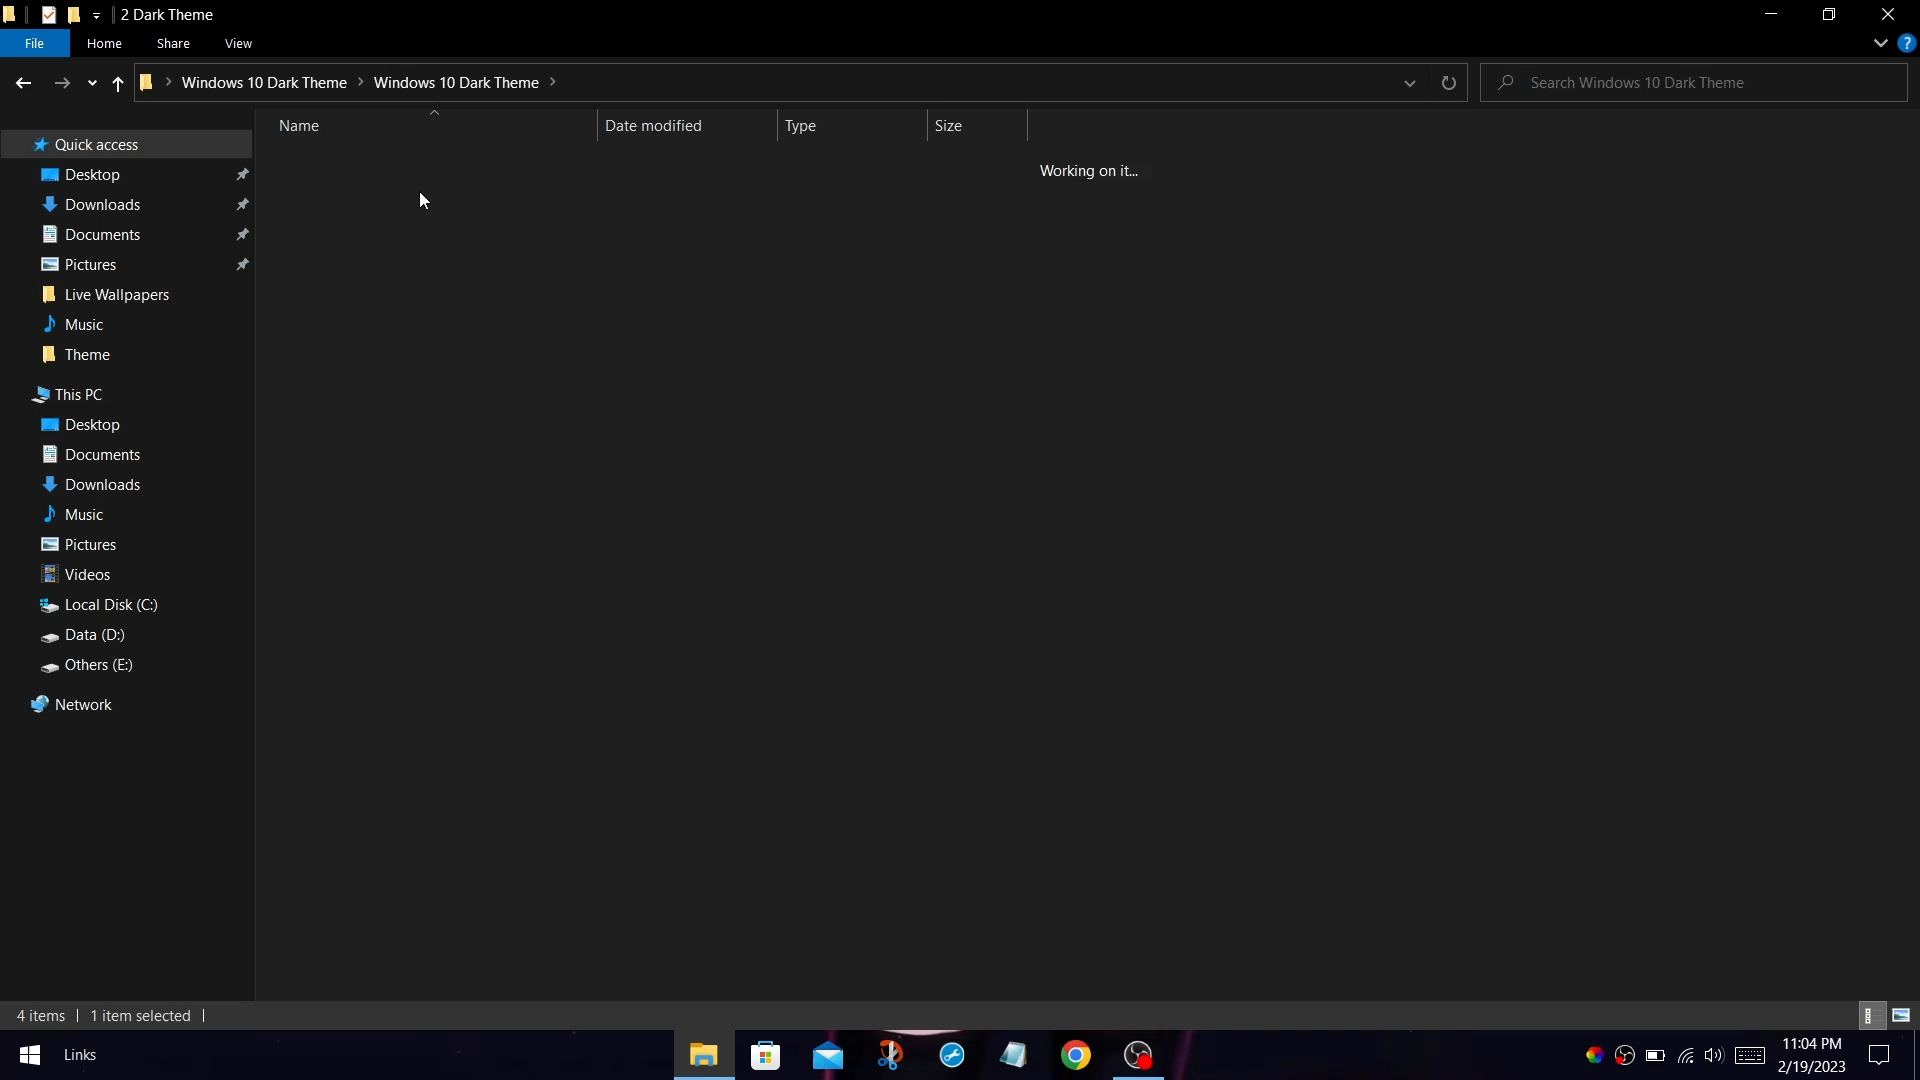 2 Dark Theme
File Home Share View
Windows 10 Dark Theme Windows 10 Dark Theme
Search Windows 10 Dark Theme
Name Date modified Type Size
Working on it...
Quick access
Desktop
Downloads
Documents
Pictures
Live Wallpapers
Music
Theme
This PC
Desktop
Documents
Downloads
Music
Pictures
Videos
Local Disk (C:)
Data (D:)
Others (E:)
Network
4 items 1 item selected
Links
11:04 PM
2/19/2023